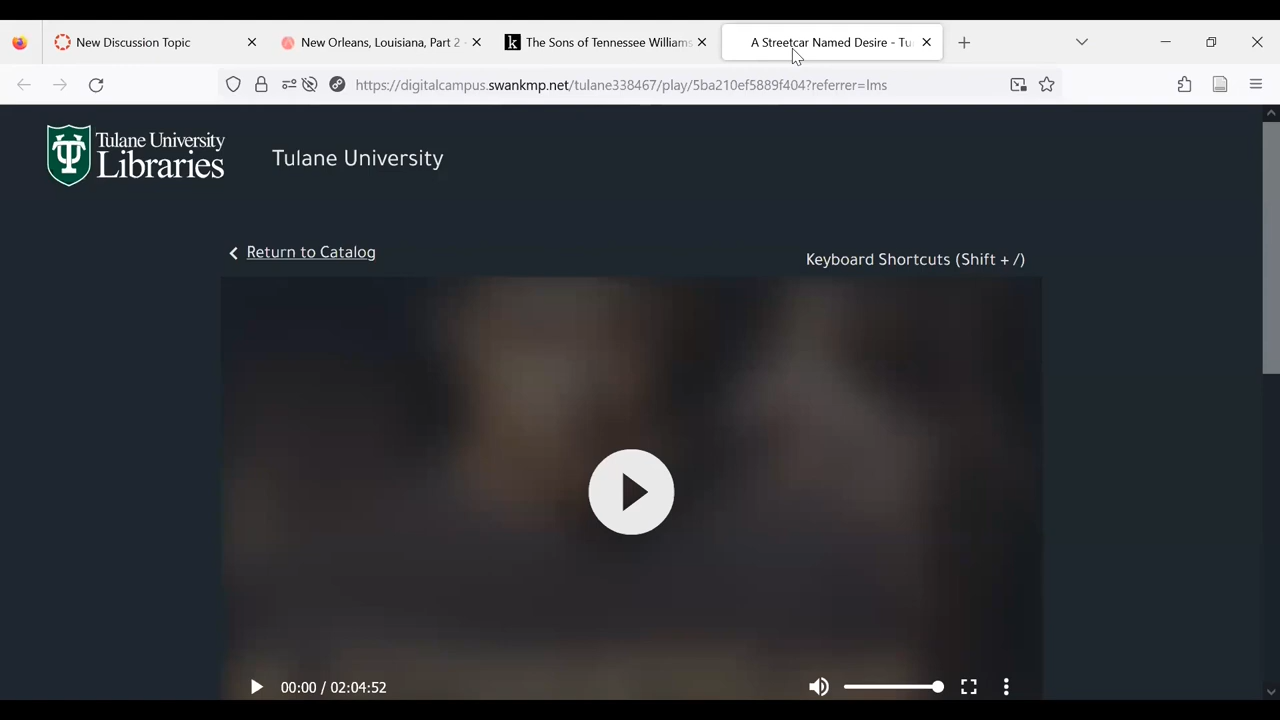 New Discussion Topic
New Orleans, Louisiana, Part 2 -
The Sons of Tennessee Williams
A Streetcar Named Desire - Tu
https://digitalcampus.swankmp.net/tulane338467/play/5ba210ef5889f404?referrer=lms
Tulane University
Libraries
Tulane University
Return to Catalog
Keyboard Shortcuts (Shift + /)
00:00 / 02:04:52